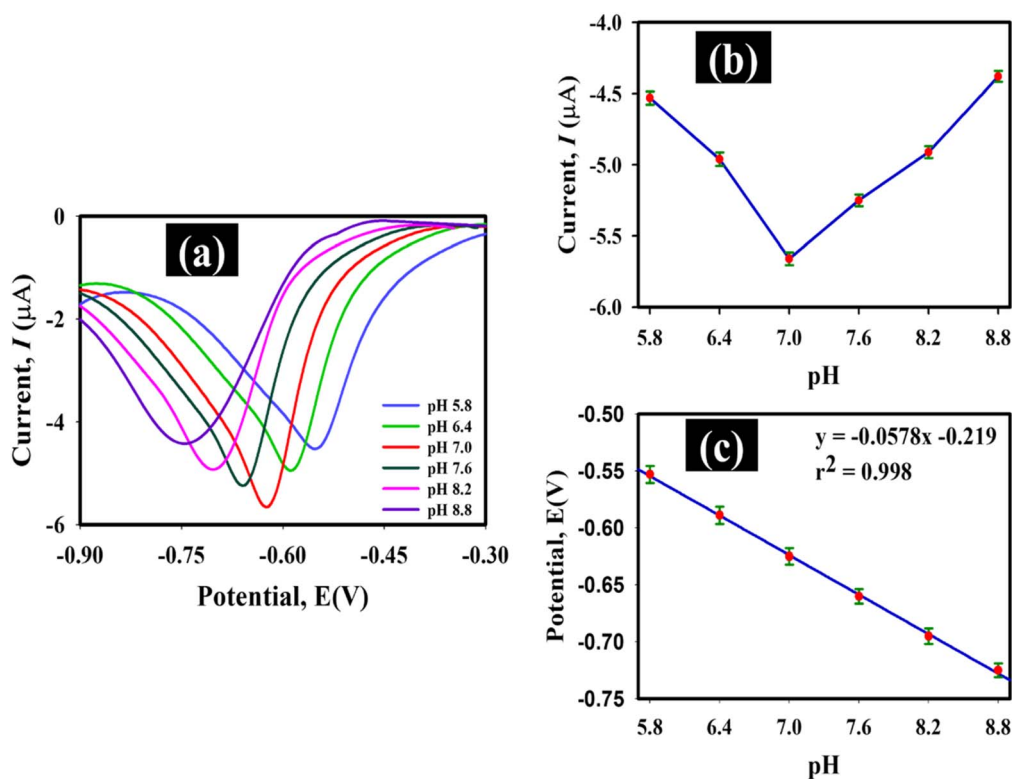 (a)
0
-2
-4
-6
Current, I (μA)
pH 5.8
pH 6.4
pH 7.0
pH 7.6
pH 8.2
pH 8.8
-0.90 -0.75 -0.60 -0.45 -0.30
Potential, E(V)
(b)
-4.0
-4.5
-5.0
-5.5
-6.0
Current, I (μA)
5.8 6.4 7.0 7.6 8.2 8.8
pH
(c)
y = -0.0578x -0.219
r² = 0.998
-0.50
-0.55
-0.60
-0.65
-0.70
-0.75
Potential, E(V)
5.8 6.4 7.0 7.6 8.2 8.8
pH